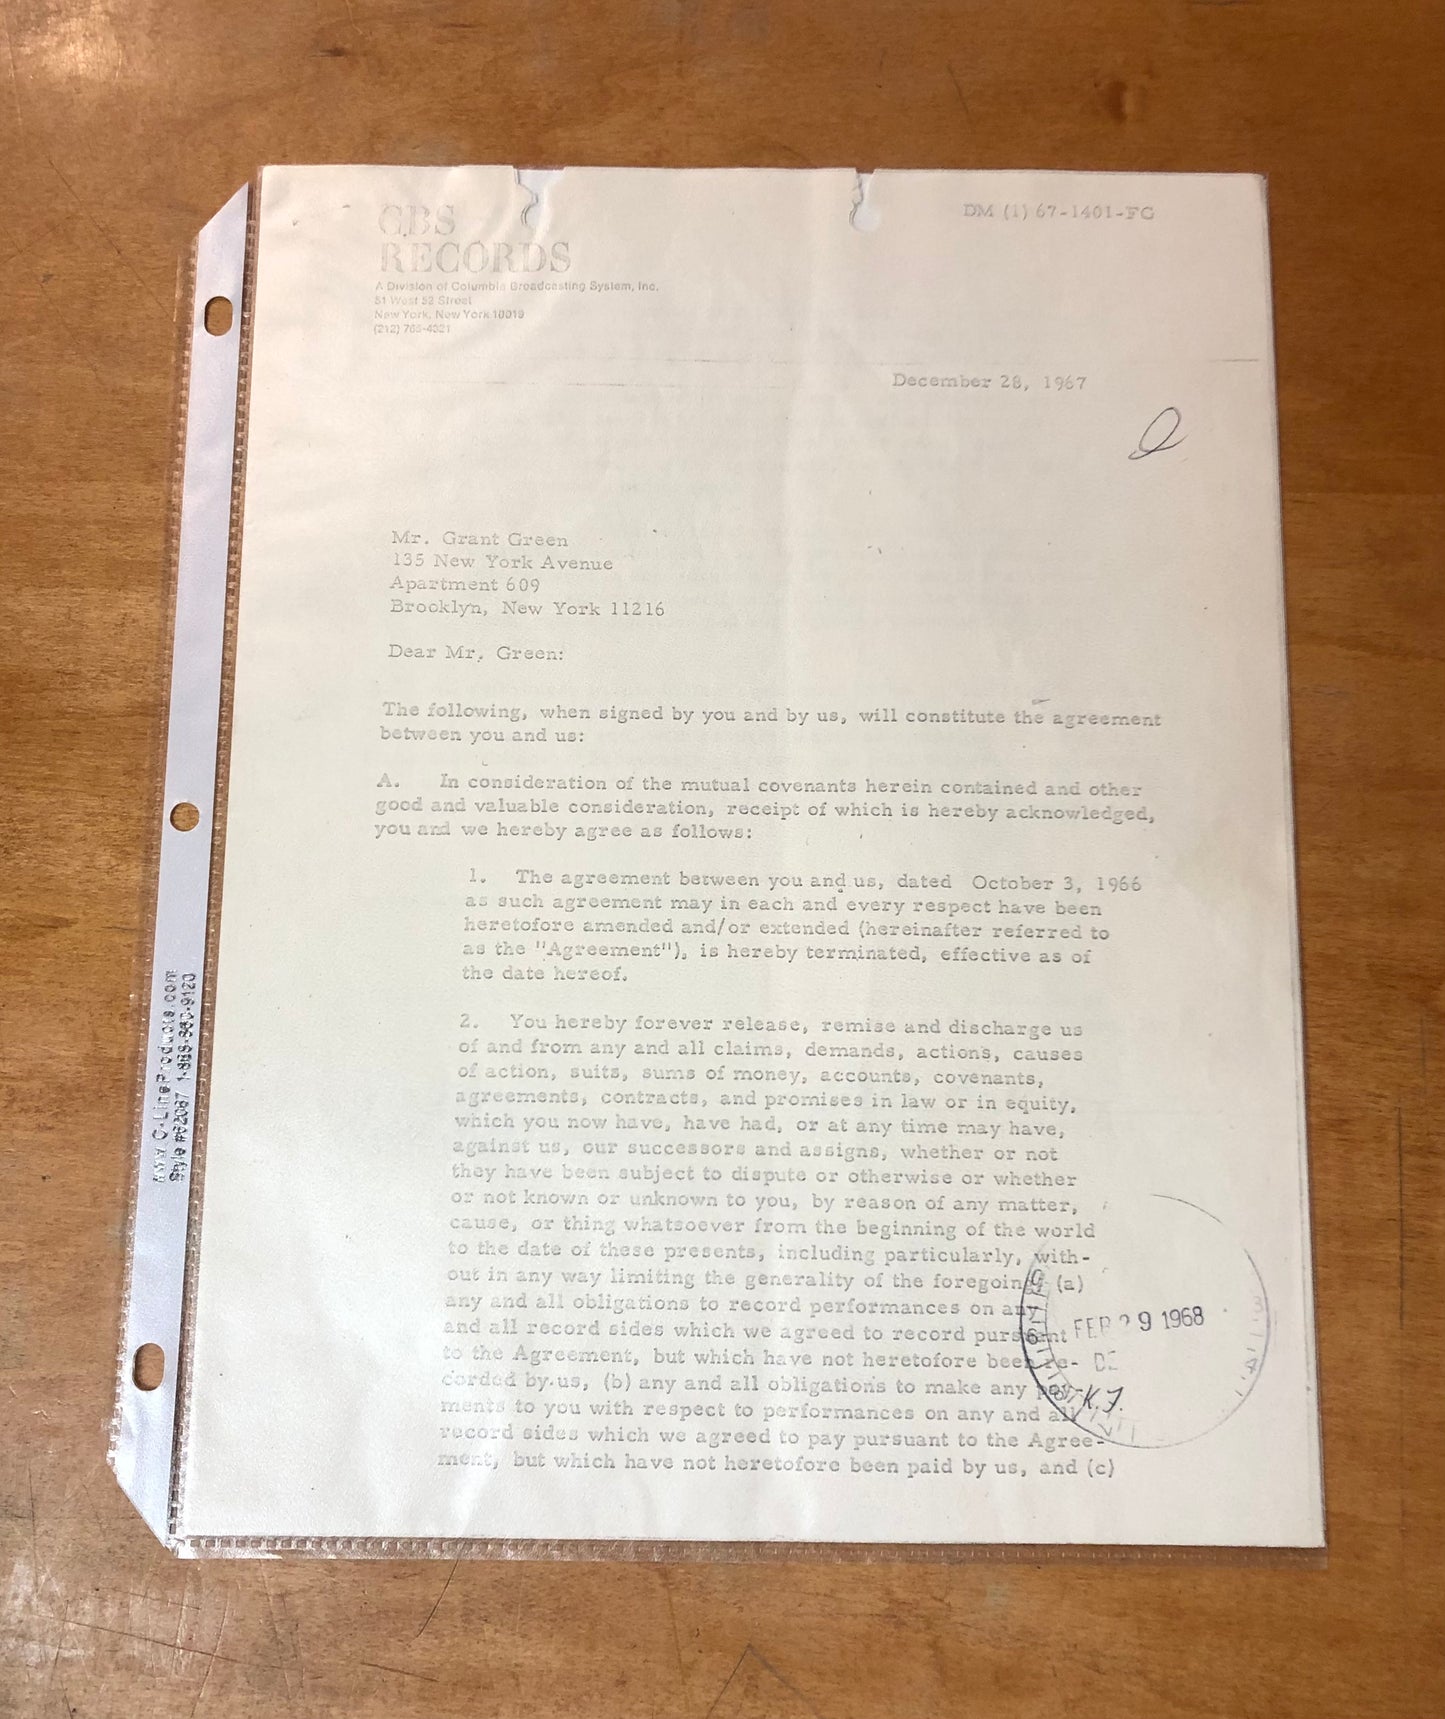 CBS
RECORDS
A Division of Columbia Broadcasting System, Inc.
51 West 52 Street
New York, New York 10019
(212) 765-4321
DM (1) 67-1401-FG
December 28, 1967
Mr. Grant Green
135 New York Avenue
Apartment 609
Brooklyn, New York 11216
Dear Mr. Green:
The following, when signed by you and by us, will constitute the agreement
between you and us:
A. In consideration of the mutual covenants herein contained and other
good and valuable consideration, receipt of which is hereby acknowledged,
you and we hereby agree as follows:
1. The agreement between you and us, dated October 3, 1966
as such agreement may in each and every respect have been
heretofore amended and/or extended (hereinafter referred to
as the "Agreement"), is hereby terminated, effective as of
the date hereof.
2. You hereby forever release, remise and discharge us
of and from any and all claims, demands, actions, causes
of action, suits, sums of money, accounts, covenants,
agreements, contracts, and promises in law or in equity,
which you now have, have had, or at any time may have,
against us, our successors and assigns, whether or not
they have been subject to dispute or otherwise or whether
or not known or unknown to you, by reason of any matter,
cause, or thing whatsoever from the beginning of the world
to the date of these presents, including particularly, with-
out in any way limiting the generality of the foregoing, (a)
any and all obligations to record performances on any
and all record sides which we agreed to record pursuant
to the Agreement, but which have not heretofore been re-
corded by us, (b) any and all obligations to make any pay-
ments to you with respect to performances on any and all
record sides which we agreed to pay pursuant to the Agree-
ment, but which have not heretofore been paid by us, and (c)
FEB 29 1968
K.J.
www.C-LineProducts.com
Style #62067 1-888-860-9120